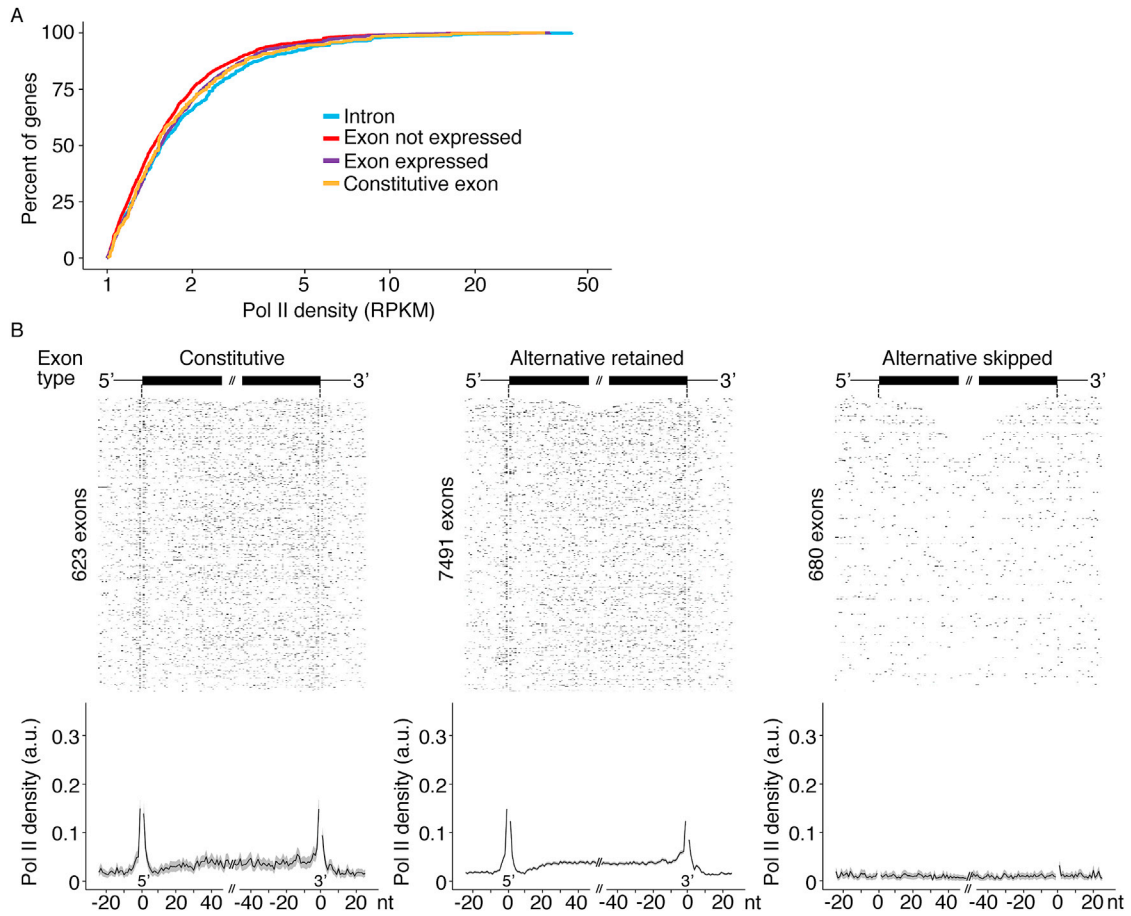 A
100
75
50
25
0
Percent of genes
Intron
Exon not expressed
Exon expressed
Constitutive exon
1 2 5 10 20 50
Pol II density (RPKM)
B
Exon type
Constitutive
Alternative retained
Alternative skipped
5’ 3’ 5’ 3’ 5’ 3’
623 exons
7491 exons
680 exons
Pol II density (a.u.)
0.3
0.2
0.1
0
5’ 3’
-20 0 20 40 -40 -20 0 20 nt
Pol II density (a.u.)
0.3
0.2
0.1
0
5’ 3’
-20 0 20 40 -40 -20 0 20 nt
Pol II density (a.u.)
0.3
0.2
0.1
0
-20 0 20 40 -40 -20 0 20 nt